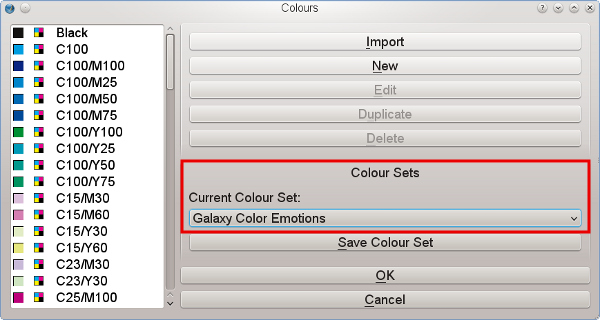 Colours
Black
C100
C100/M100
C100/M25
C100/M50
C100/M75
C100/Y100
C100/Y25
C100/Y50
C100/Y75
C15/M30
C15/M60
C15/Y30
C15/Y60
C23/M30
C23/Y30
C25/M100
Import
New
Edit
Duplicate
Delete
Colour Sets
Current Colour Set:
Galaxy Color Emotions
Save Colour Set
OK
Cancel